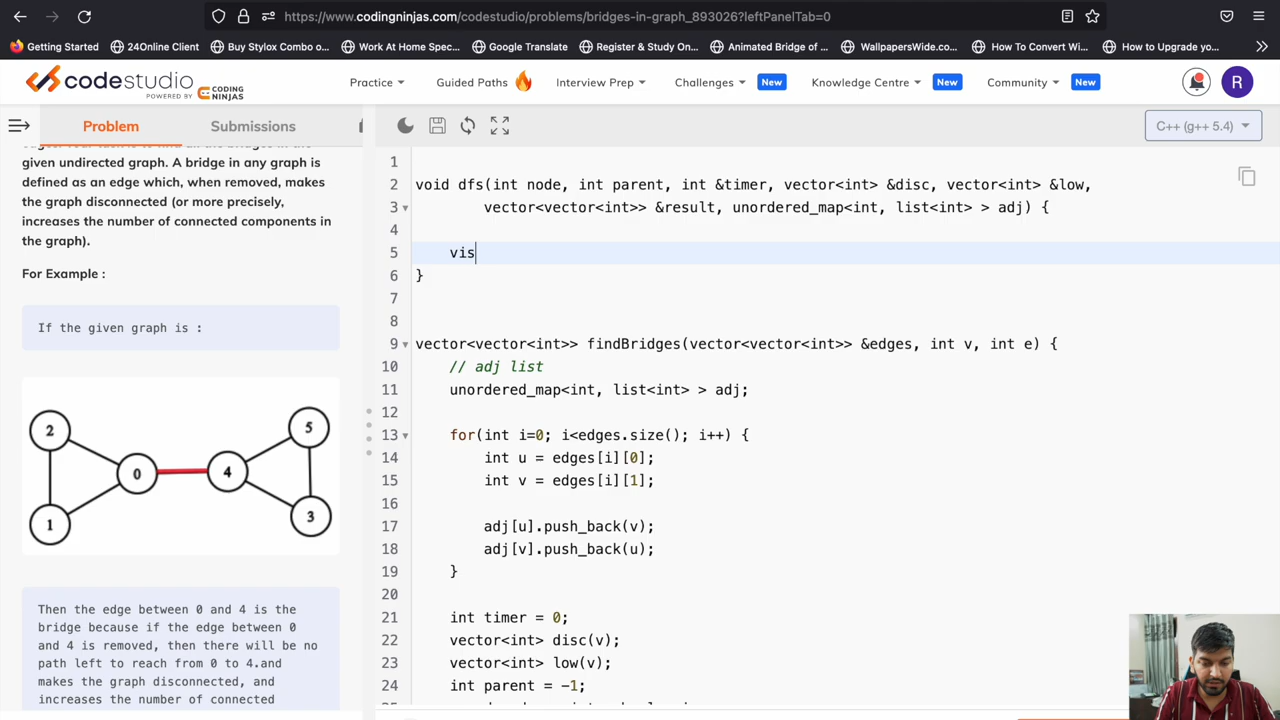 https://www.codingninjas.com/codestudio/problems/bridges-in-graph_893026?leftPanelTab=0
Getting Started
24Online Client
Buy Stylox Combo o...
Work At Home Spec...
Google Translate
Register & Study On...
Animated Bridge of ...
WallpapersWide.co...
How To Convert Wi...
How to Upgrade yo...
codestudio
POWERED BY CODING NINJAS
Practice
Guided Paths
Interview Prep
Challenges New
Knowledge Centre New
Community New
R
Problem
Submissions
C++ (g++ 5.4)
given undirected graph. A bridge in any graph is
defined as an edge which, when removed, makes
the graph disconnected (or more precisely,
increases the number of connected components in
the graph).
For Example :
If the given graph is :
2
5
0
4
1
3
Then the edge between 0 and 4 is the
bridge because if the edge between 0
and 4 is removed, then there will be no
path left to reach from 0 to 4.and
makes the graph disconnected, and
increases the number of connected
1
2 void dfs(int node, int parent, int &timer, vector<int> &disc, vector<int> &low,
3 vector<vector<int>> &result, unordered_map<int, list<int> > adj) {
4
5 vis
6 }
7
8
9 vector<vector<int>> findBridges(vector<vector<int>> &edges, int v, int e) {
10 // adj list
11 unordered_map<int, list<int> > adj;
12
13 for(int i=0; i<edges.size(); i++) {
14 int u = edges[i][0];
15 int v = edges[i][1];
16
17 adj[u].push_back(v);
18 adj[v].push_back(u);
19 }
20
21 int timer = 0;
22 vector<int> disc(v);
23 vector<int> low(v);
24 int parent = -1;